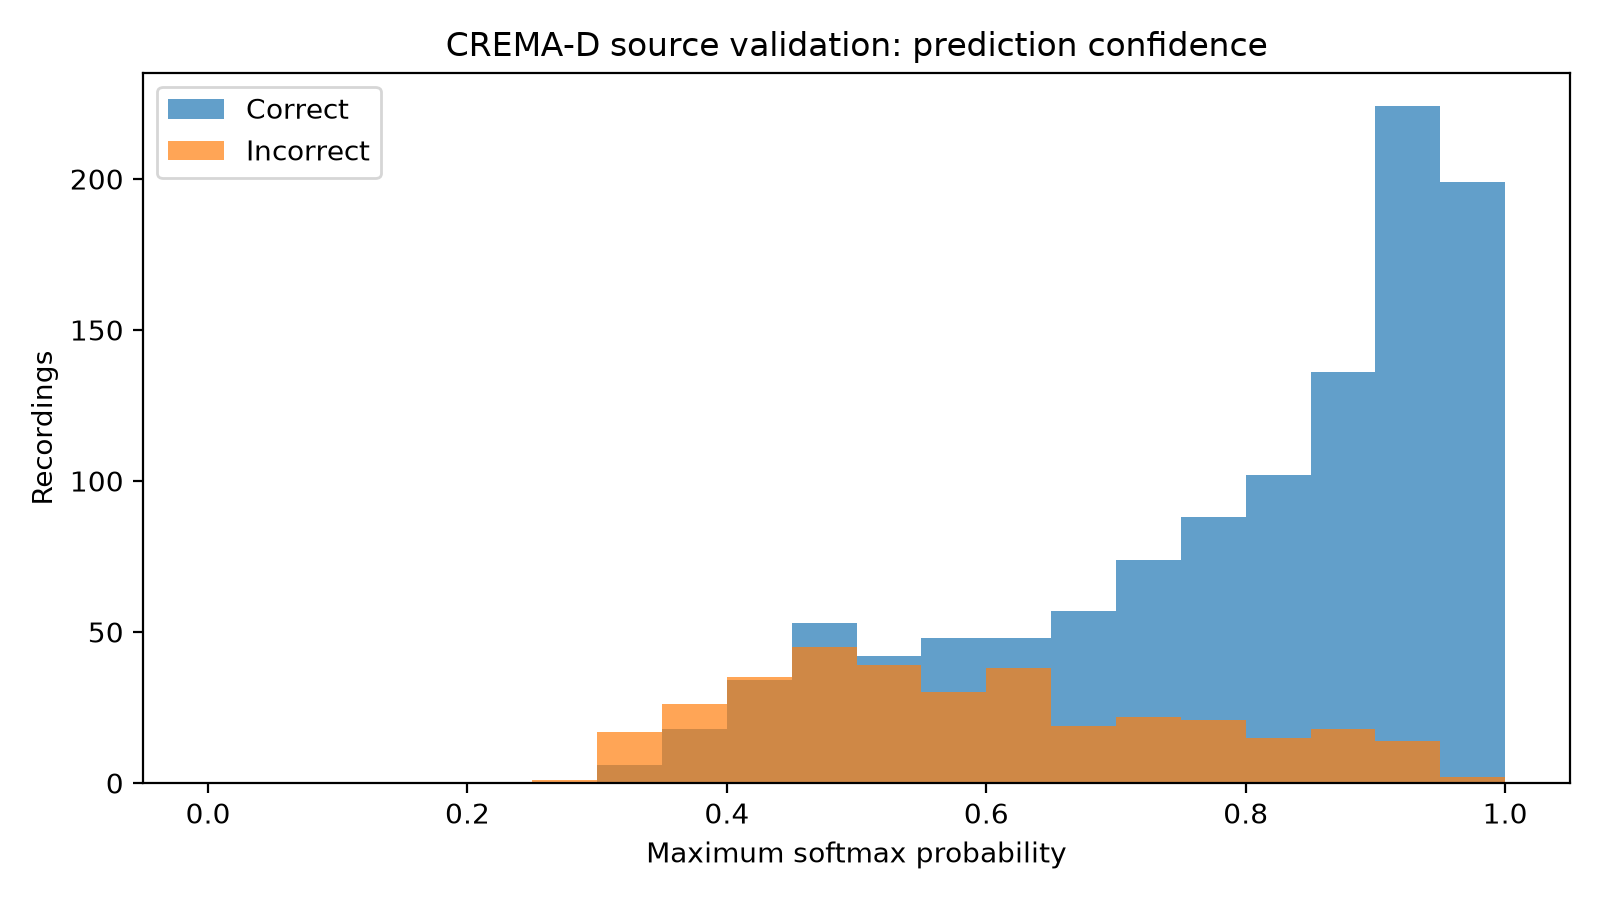 CREMA-D source validation: prediction confidence
Correct
Incorrect
200
150
100
50
0
Recordings
0.0 0.2 0.4 0.6 0.8 1.0
Maximum softmax probability